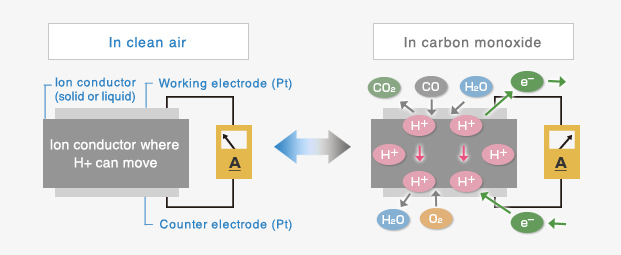 In clean air
In carbon monoxide
Ion conductor
(solid or liquid)
Working electrode (Pt)
Ion conductor where
H+ can move
A
Counter electrode (Pt)
CO₂
CO
H₂O
e⁻
H⁺
H⁺
H⁺
H⁺
H⁺
H⁺
A
H₂O
O₂
e⁻